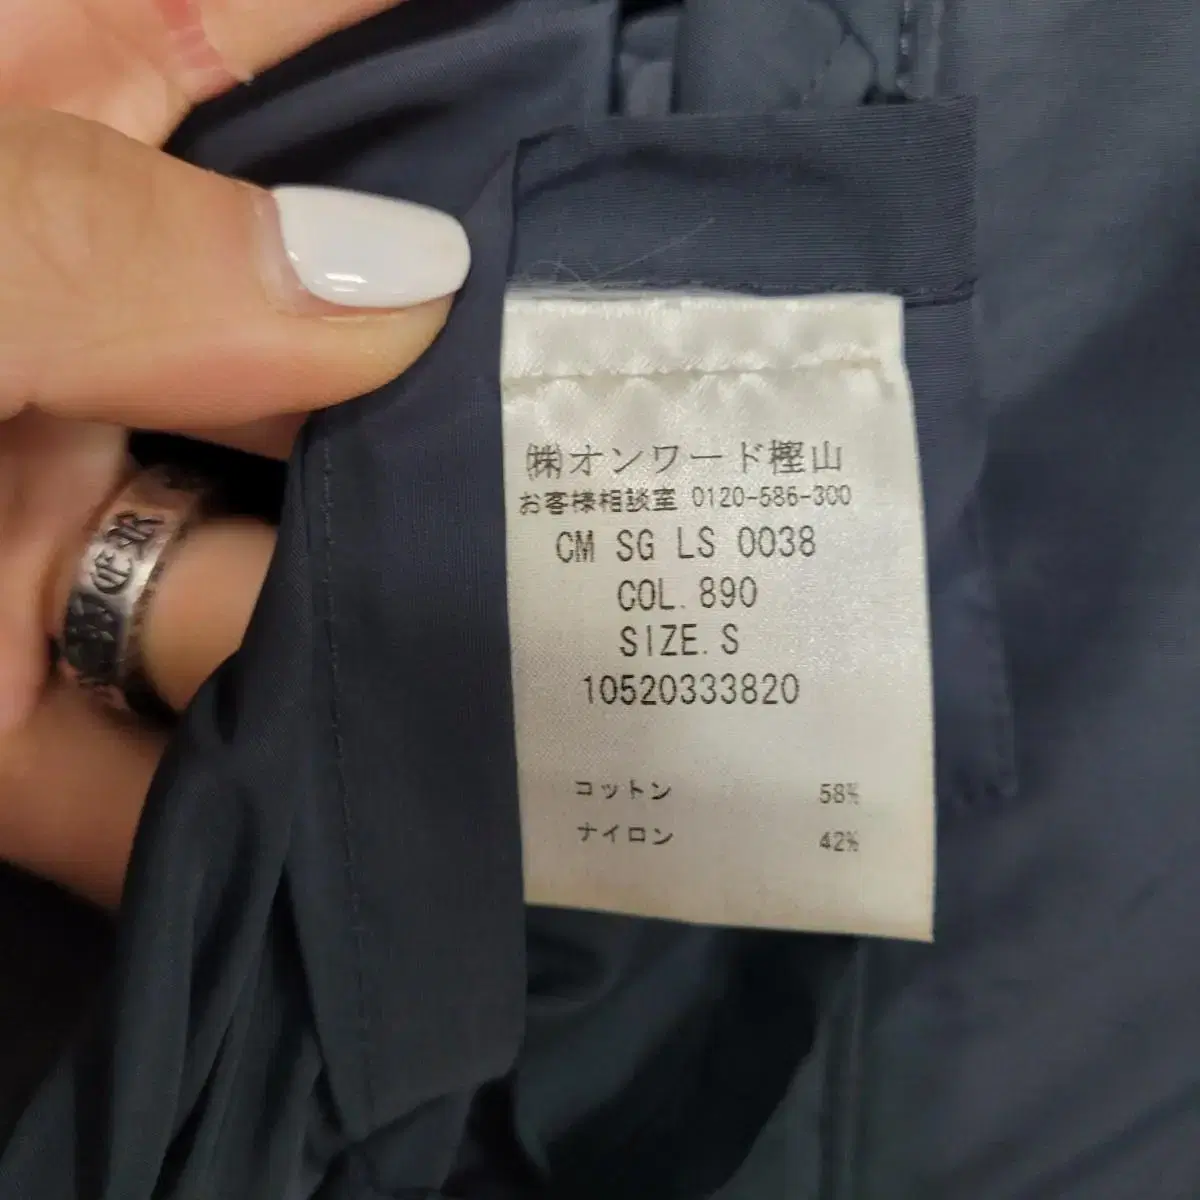 ㈱オンワード樫山
お客様相談室 0120-586-300
CM SG LS 0038
COL.890
SIZE.S
10520333820
コットン 58%
ナイロン 42%